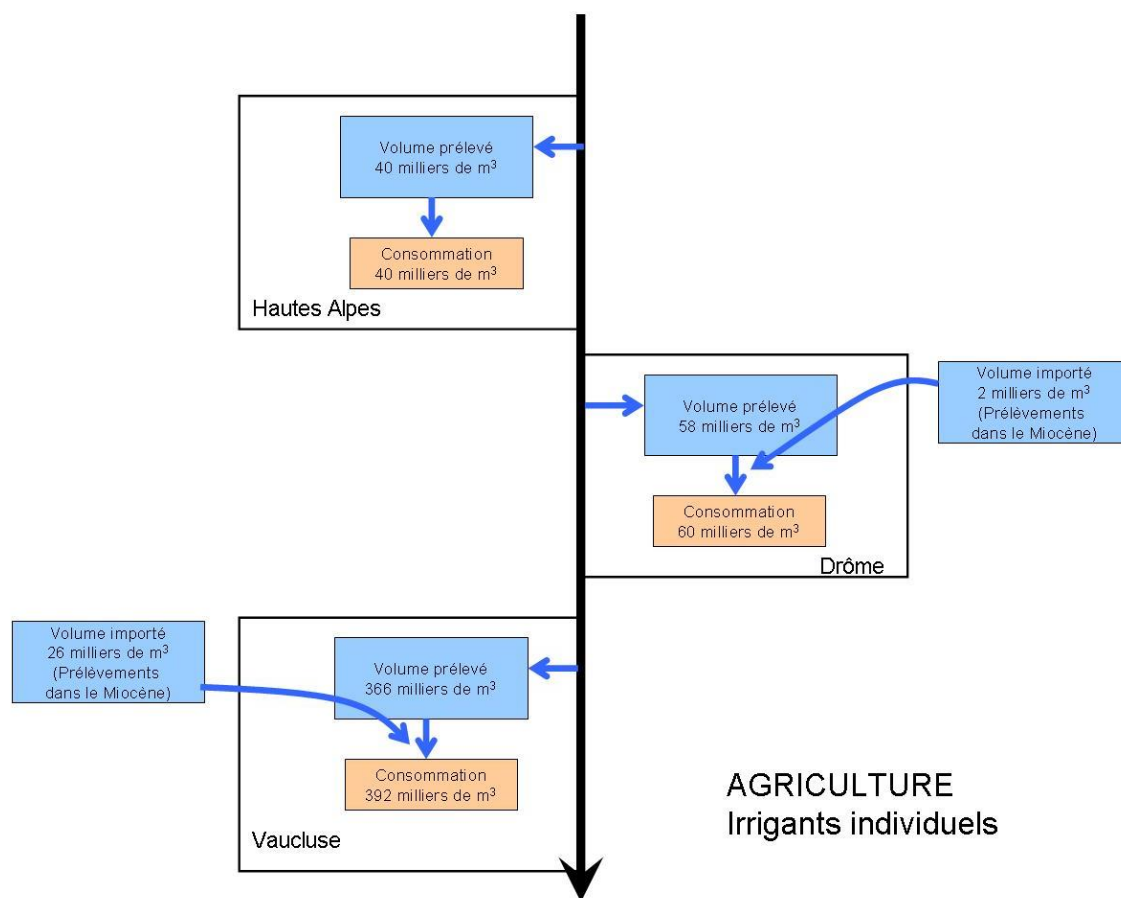 Volume prélevé
40 milliers de m³
Consommation
40 milliers de m³
Hautes Alpes
Volume prélevé
58 milliers de m³
Volume importé
2 milliers de m³
(Prélèvements
dans le Miocène)
Consommation
60 milliers de m³
Drôme
Volume importé
26 milliers de m³
(Prélèvements
dans le Miocène)
Volume prélevé
366 milliers de m³
Consommation
392 milliers de m³
Vaucluse
AGRICULTURE
Irrigants individuels